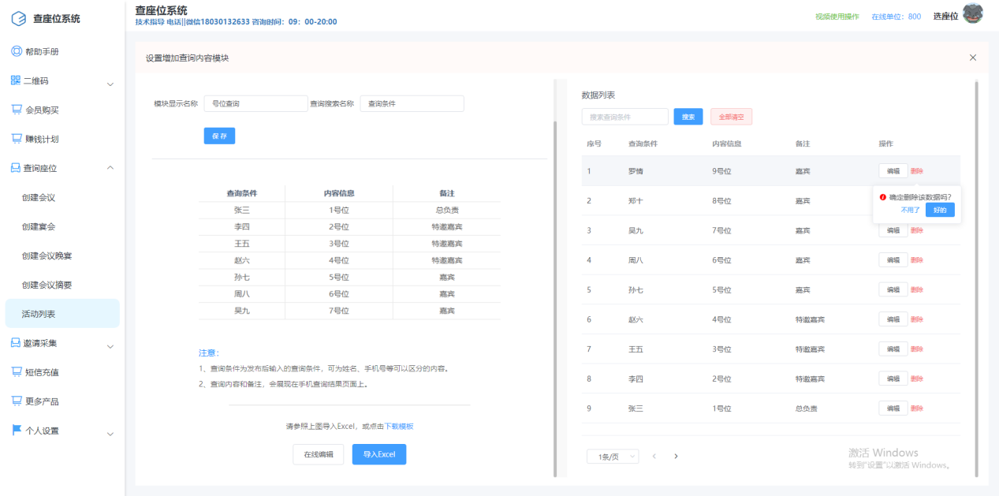 查座位系统
查座位系统
技术指导 电话||微信18030132633 咨询时间：09：00-20:00
视频使用操作 在线单位：800 选座位
帮助手册
二维码
会员购买
赚钱计划
查询座位
创建会议
创建宴会
创建会议晚宴
创建会议摘要
活动列表
邀请采集
短信充值
更多产品
个人设置
设置增加查询内容模块
模块显示名称 号位查询 查询搜索名称 查询条件
保存
查询条件 内容信息 备注
张三 1号位 总负责
李四 2号位 特邀嘉宾
王五 3号位 特邀嘉宾
赵六 4号位 特邀嘉宾
孙七 5号位 嘉宾
周八 6号位 嘉宾
吴九 7号位 嘉宾
注意：
1、查询条件为发布后输入的查询条件，可为姓名、手机号等可以区分的内容。
2、查询内容和备注，会展现在手机查询结果页面上。
请参照上图导入Excel，或点击下载模板
在线编辑 导入Excel
数据列表
搜索查询条件 搜索 全部清空
序号 查询条件 内容信息 备注 操作
1 罗情 9号位 嘉宾 编辑 删除
2 郑十 8号位 嘉宾
确定删除该数据吗?
不用了 好的
3 吴九 7号位 嘉宾 编辑 删除
4 周八 6号位 嘉宾 编辑 删除
5 孙七 5号位 嘉宾 编辑 删除
6 赵六 4号位 特邀嘉宾 编辑 删除
7 王五 3号位 特邀嘉宾 编辑 删除
8 李四 2号位 特邀嘉宾 编辑 删除
9 张三 1号位 总负责 编辑 删除
1条/页
激活 Windows
转到"设置"以激活 Windows。